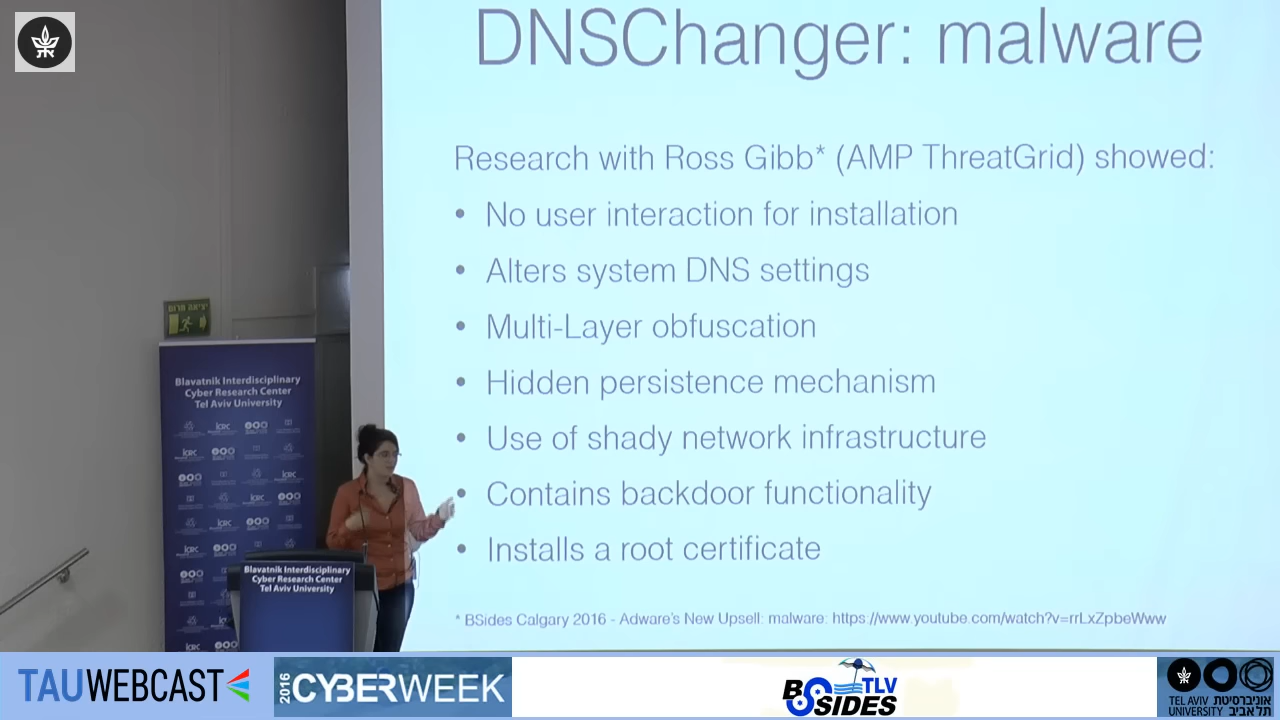 DNSChanger: malware
Research with Ross Gibb* (AMP ThreatGrid) showed:
• No user interaction for installation
• Alters system DNS settings
• Multi-Layer obfuscation
• Hidden persistence mechanism
• Use of shady network infrastructure
• Contains backdoor functionality
• Installs a root certificate
* BSides Calgary 2016 - Adware's New Upsell: malware: https://www.youtube.com/watch?v=rrLxZpbeWww
יציאת חרום
Blavatnik Interdisciplinary
Cyber Research Center
Tel Aviv University
Blavatnik Interdisciplinary
Cyber Research Center
Tel Aviv University
TAUWEBCAST
2016 CYBERWEEK
BSIDES TLV
TEL AVIV UNIVERSITY
אוניברסיטת תל אביב